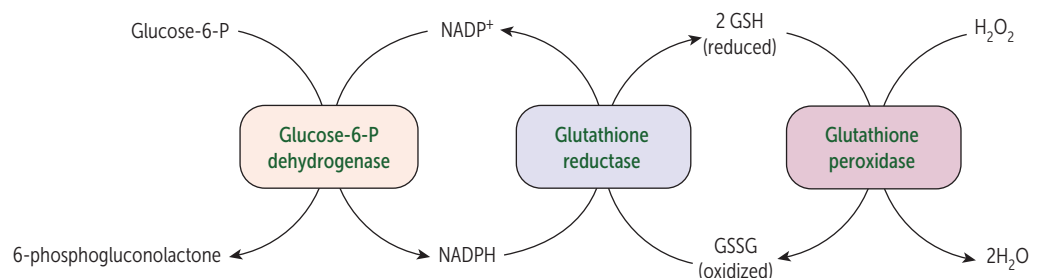 Glucose-6-P
NADP⁺
2 GSH
(reduced)
H₂O₂
Glucose-6-P
dehydrogenase
Glutathione
reductase
Glutathione
peroxidase
6-phosphogluconolactone
NADPH
GSSG
(oxidized)
2H₂O